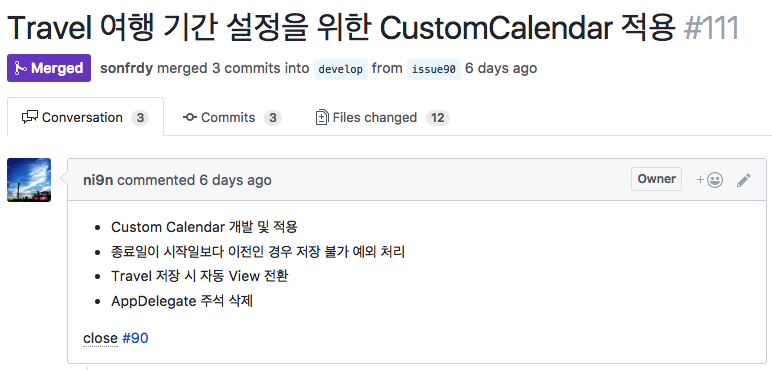 Travel 여행 기간 설정을 위한 CustomCalendar 적용 #111
Merged sonfrdy merged 3 commits into develop from issue90 6 days ago
Conversation 3 Commits 3 Files changed 12
ni9n commented 6 days ago Owner
Custom Calendar 개발 및 적용
종료일이 시작일보다 이전인 경우 저장 불가 예외 처리
Travel 저장 시 자동 View 전환
AppDelegate 주석 삭제
close #90